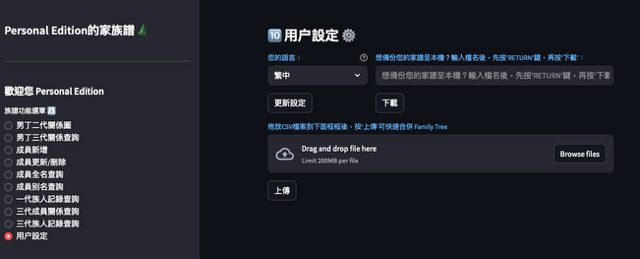 Personal Edition的家族譜
歡迎您 Personal Edition
族譜功能選單
男丁二代關係圖
男丁三代關係查詢
成員新增
成員更新/刪除
成員全名查詢
成員別名查詢
一代族人記錄查詢
三代成員關係查詢
三代族人記錄查詢
用戶設定
🔟 用戶設定 ⚙️
您的語言：
繁中
更新設定
想備份您的家譜至本機？輸入檔名後，先按'RETURN'鍵，再按'下載'：
想備份您的家譜至本機？輸入檔名後，先按'RETURN'鍵，再按'下載
下載
拖放CSV檔案到下面框框後，按'上傳'可快速合併 Family Tree
Drag and drop file here
Limit 200MB per file
Browse files
上傳